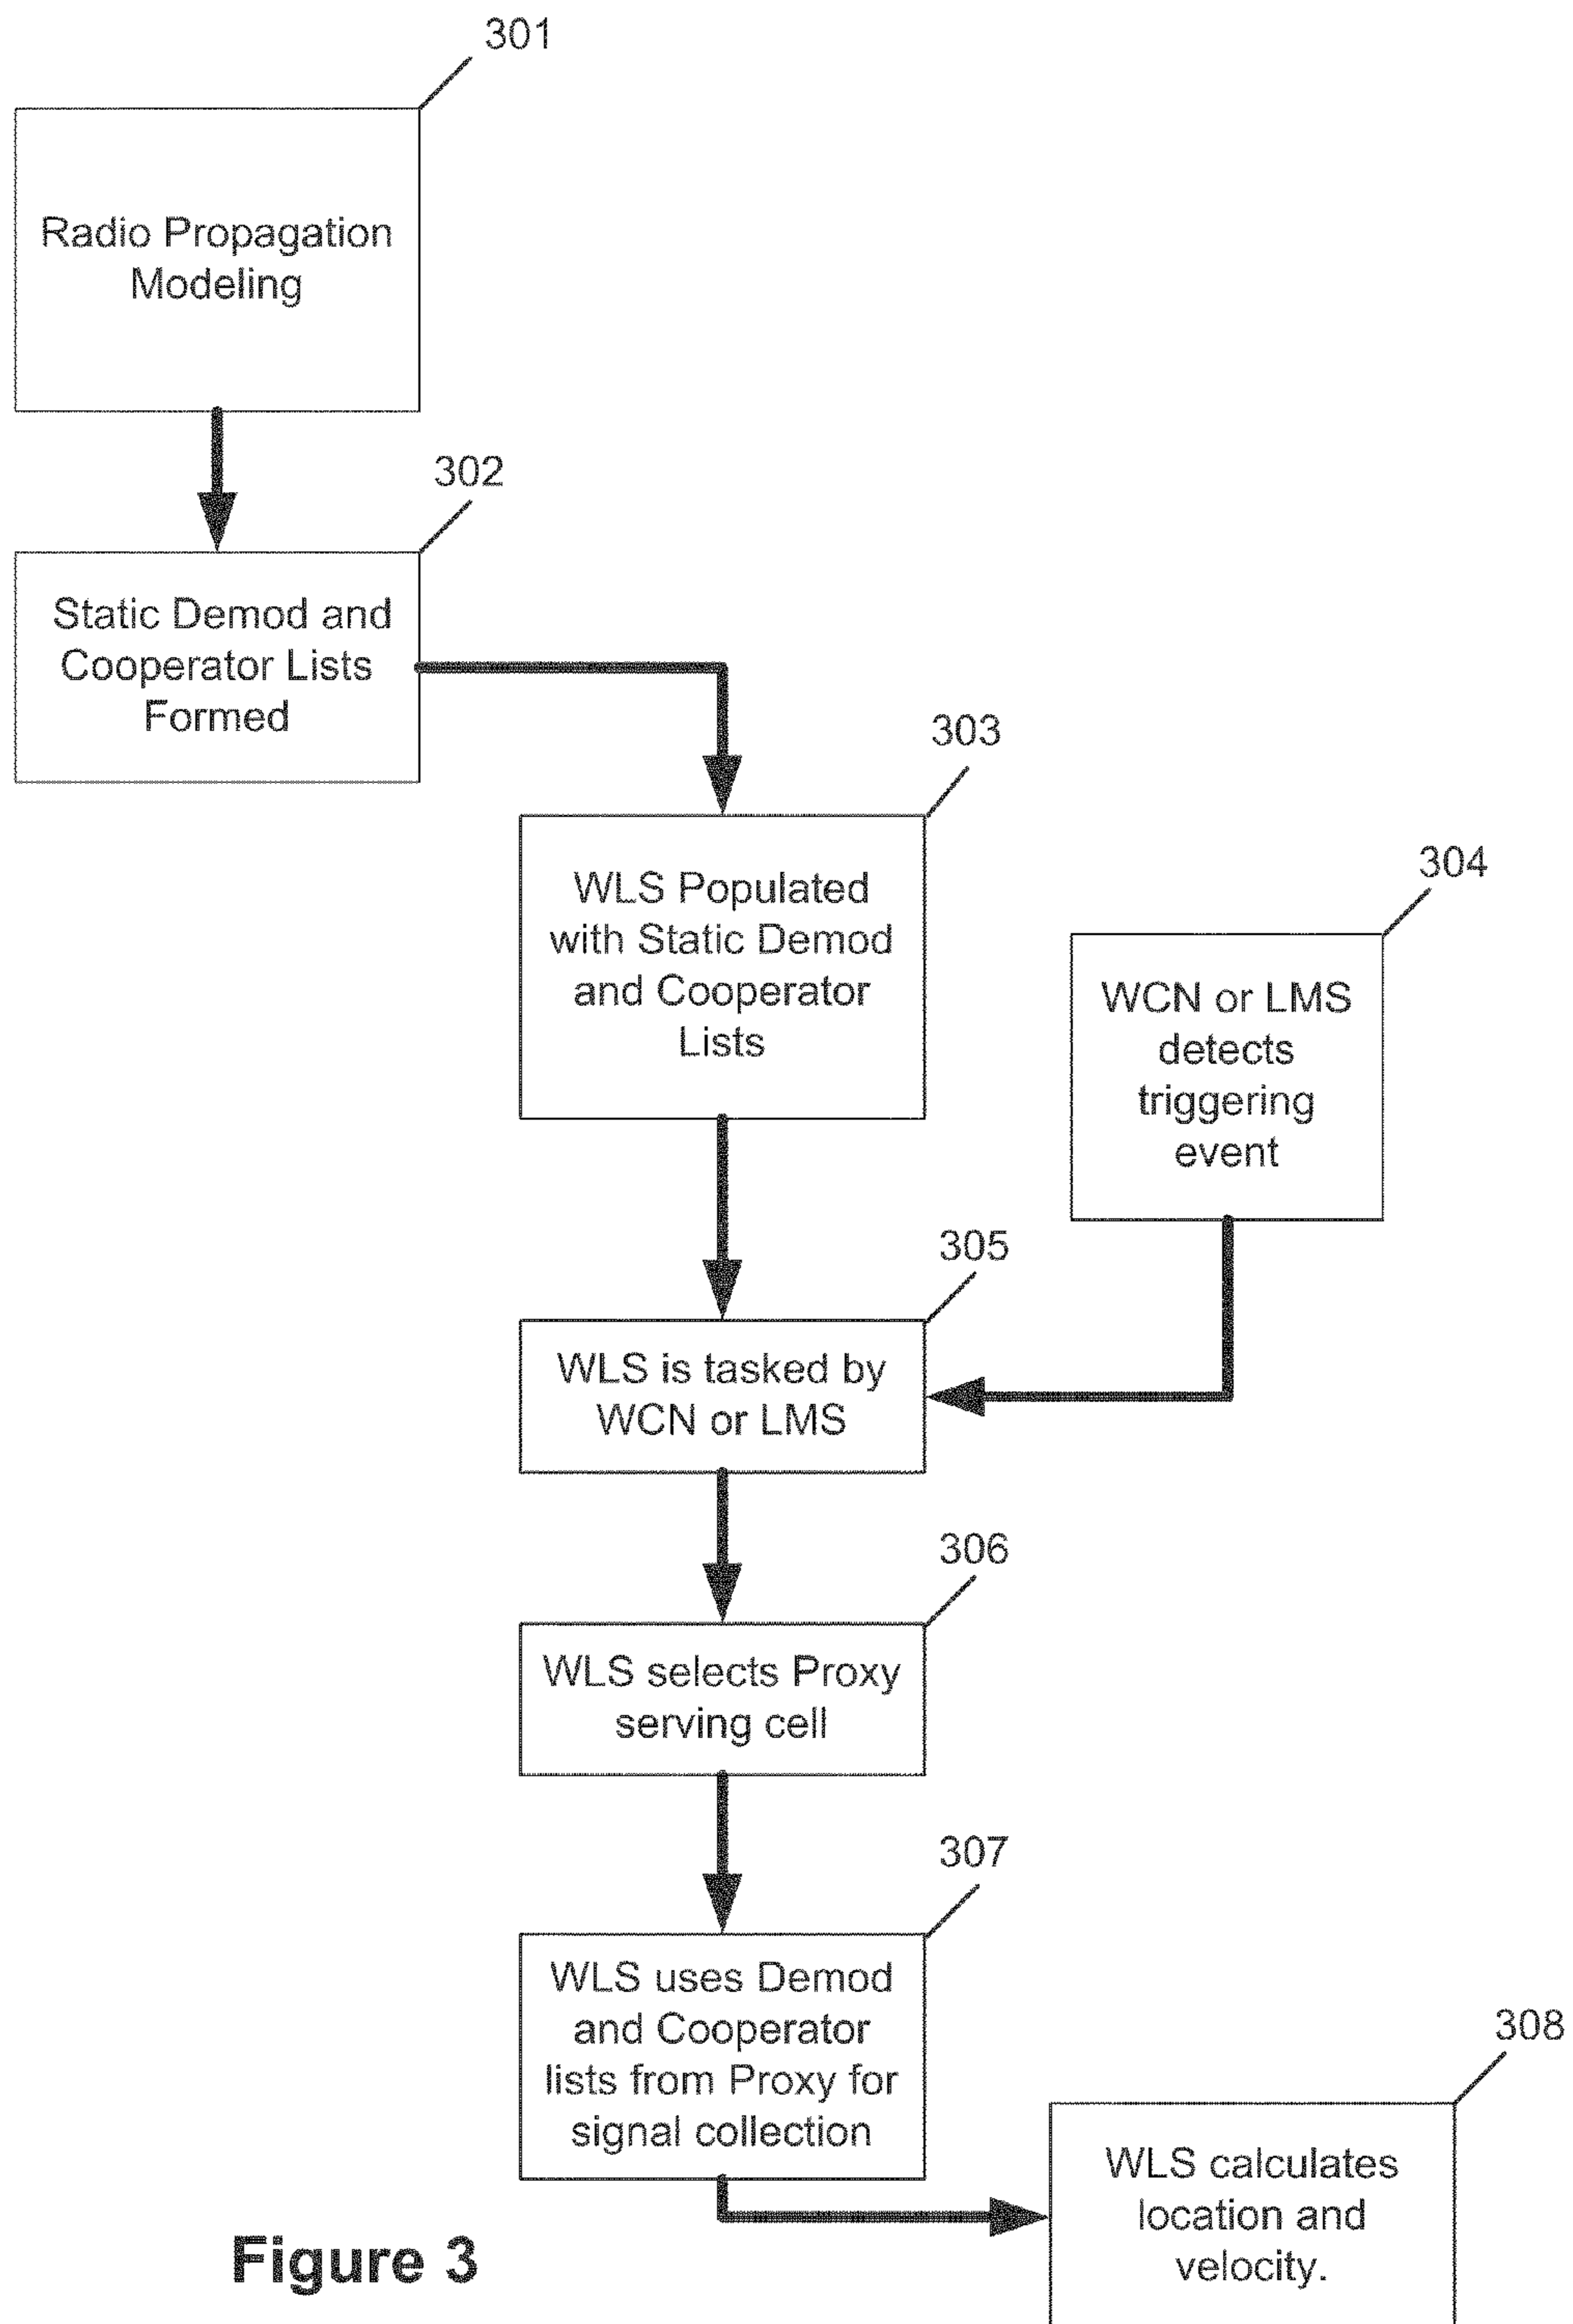 301
Radio Propagation
Modeling
302
Static Demod and
Cooperator Lists
Formed
303
WLS Populated
with Static Demod
and Cooperator
Lists
304
WCN or LMS
detects
triggering
event
305
WLS is tasked by
WCN or LMS
306
WLS selects Proxy
serving cell
307
WLS uses Demod
and Cooperator
lists from Proxy for
signal collection
308
WLS calculates
location and
velocity.
Figure 3